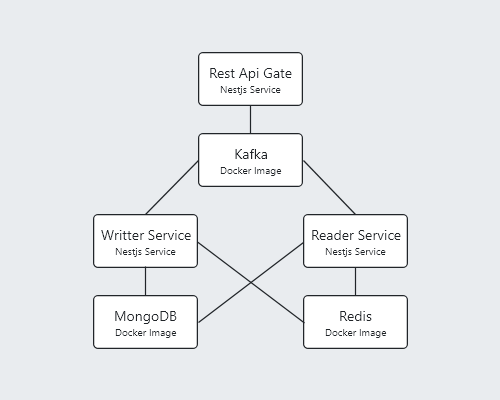 Rest Api Gate
Nestjs Service
Kafka
Docker Image
Writter Service
Nestjs Service
Reader Service
Nestjs Service
MongoDB
Docker Image
Redis
Docker Image